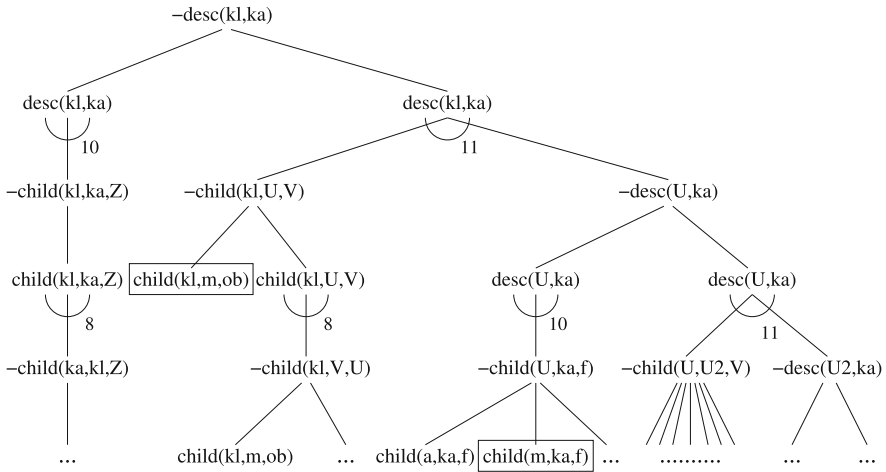 −desc(kl,ka)
desc(kl,ka) desc(kl,ka)
10 11
−child(kl,ka,Z) −child(kl,U,V) −desc(U,ka)
child(kl,ka,Z) child(kl,m,ob) child(kl,U,V) desc(U,ka) desc(U,ka)
8 8 10 11
−child(ka,kl,Z) −child(kl,V,U) −child(U,ka,f) −child(U,U2,V) −desc(U2,ka)
... child(kl,m,ob) ... child(a,ka,f) child(m,ka,f) ... .......... ... ...